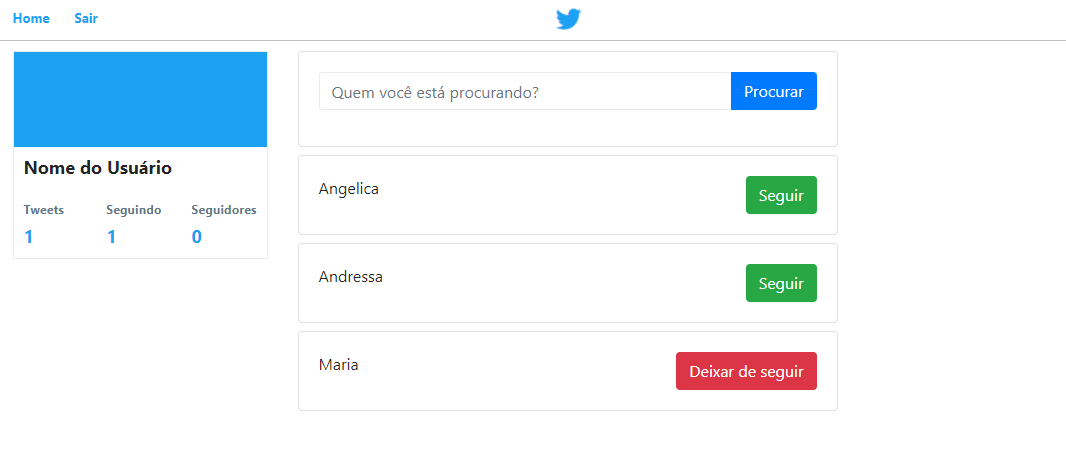 Home Sair
Quem você está procurando? Procurar
Nome do Usuário
Tweets Seguindo Seguidores
1 1 0
Angelica Seguir
Andressa Seguir
Maria Deixar de seguir